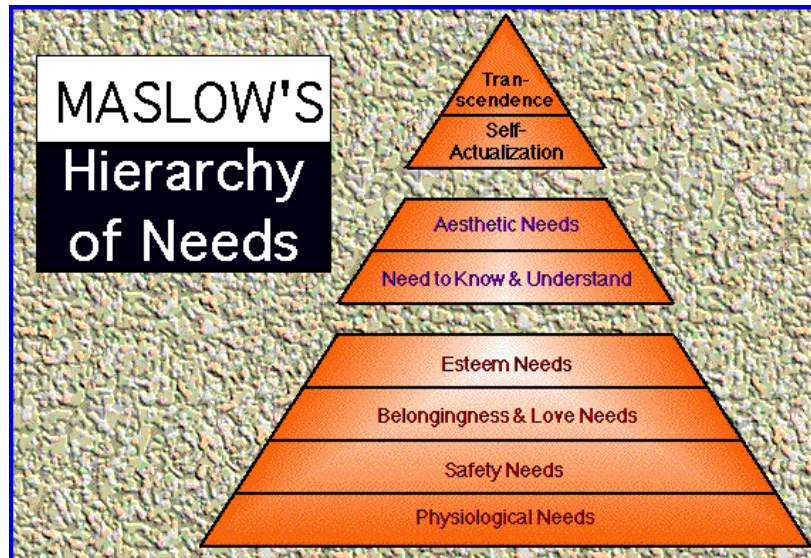 MASLOW'S
Hierarchy
of Needs
Tran-
scendence
Self-
Actualization
Aesthetic Needs
Need to Know & Understand
Esteem Needs
Belongingness & Love Needs
Safety Needs
Physiological Needs